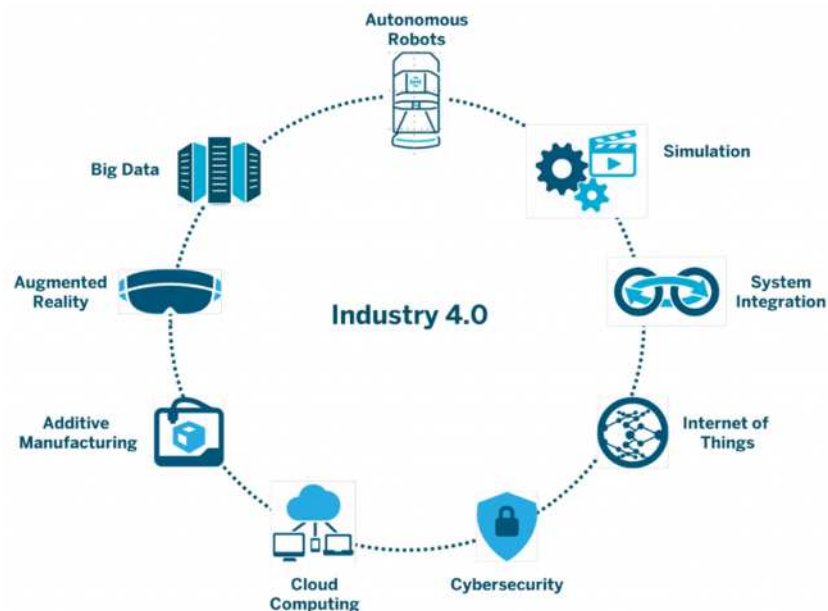 Autonomous
Robots
Simulation
Big Data
System
Integration
Augmented
Reality
Industry 4.0
Additive
Manufacturing
Internet of
Things
Cloud
Computing
Cybersecurity